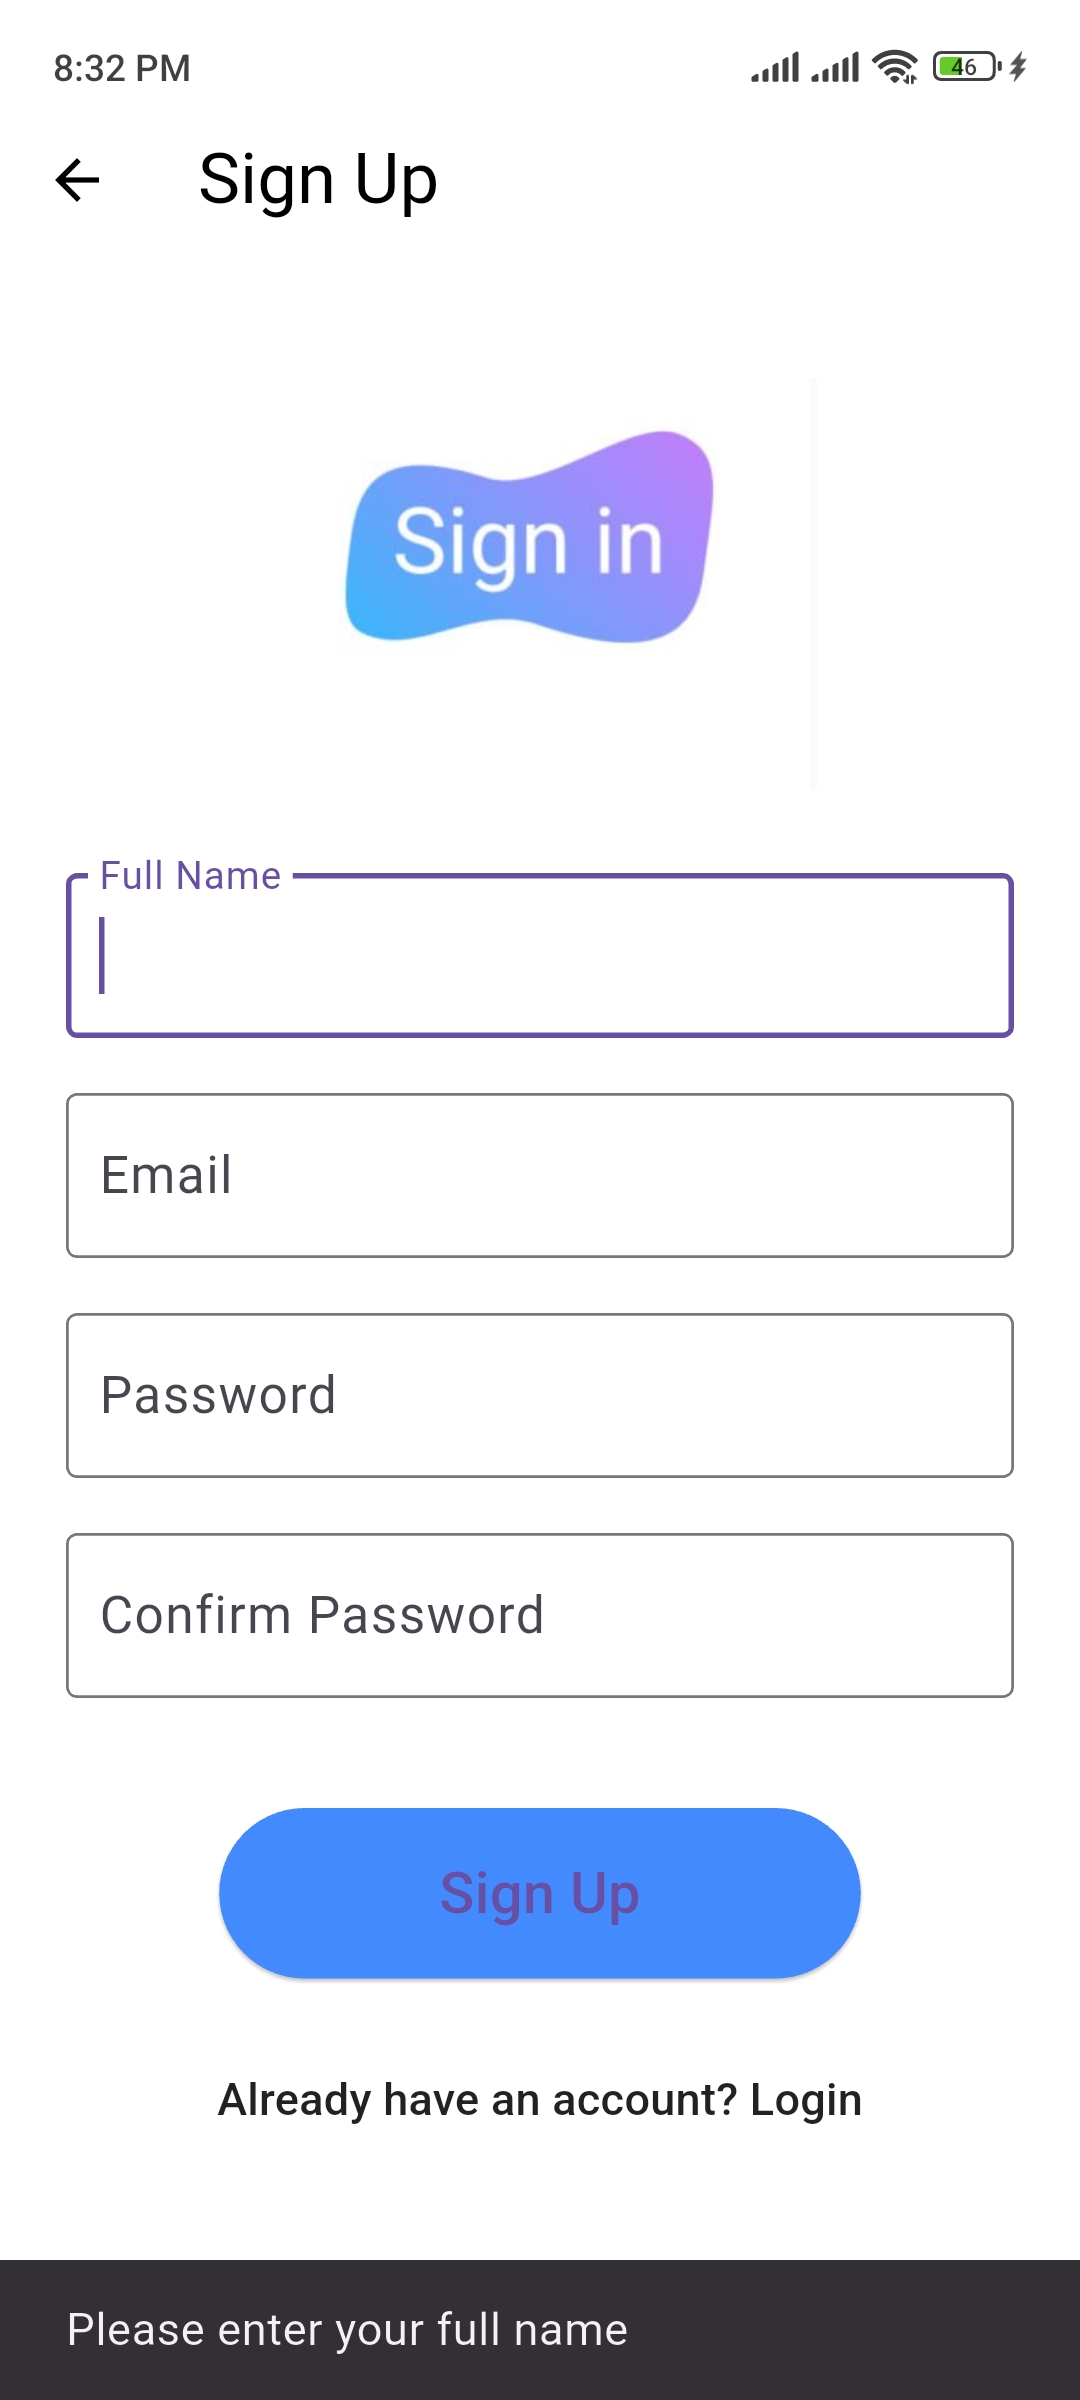 8:32 PM
46
Sign Up
Sign in
Full Name
Email
Password
Confirm Password
Sign Up
Already have an account? Login
Please enter your full name